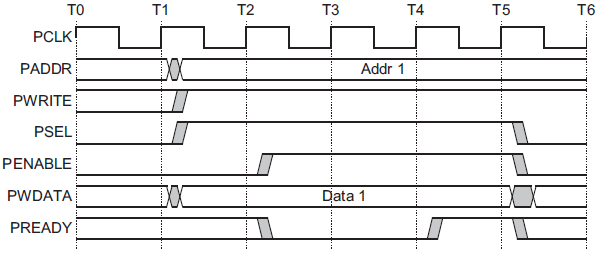 T0 T1 T2 T3 T4 T5 T6
PCLK
PADDR Addr 1
PWRITE
PSEL
PENABLE
PWDATA Data 1
PREADY